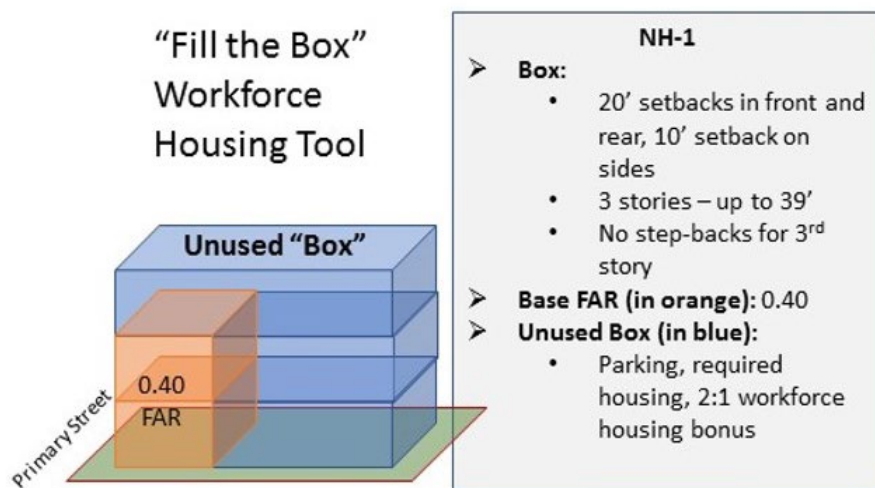 “Fill the Box”
Workforce
Housing Tool
Unused “Box”
0.40
FAR
Primary Street
NH-1
➢ Box:
• 20’ setbacks in front and
rear, 10’ setback on
sides
• 3 stories – up to 39’
• No step-backs for 3rd
story
➢ Base FAR (in orange): 0.40
➢ Unused Box (in blue):
• Parking, required
housing, 2:1 workforce
housing bonus